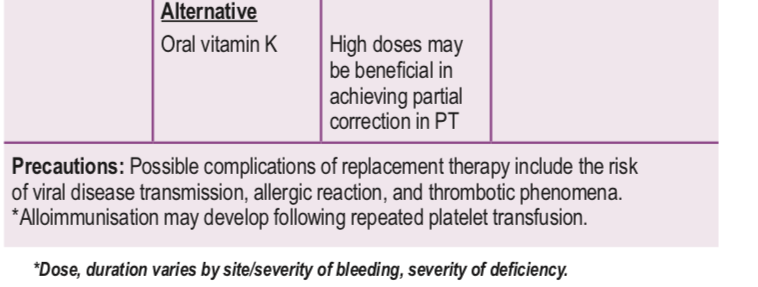 Alternative
Oral vitamin K
High doses may
be beneficial in
achieving partial
correction in PT
Precautions: Possible complications of replacement therapy include the risk
of viral disease transmission, allergic reaction, and thrombotic phenomena.
*Alloimmunisation may develop following repeated platelet transfusion.
*Dose, duration varies by site/severity of bleeding, severity of deficiency.